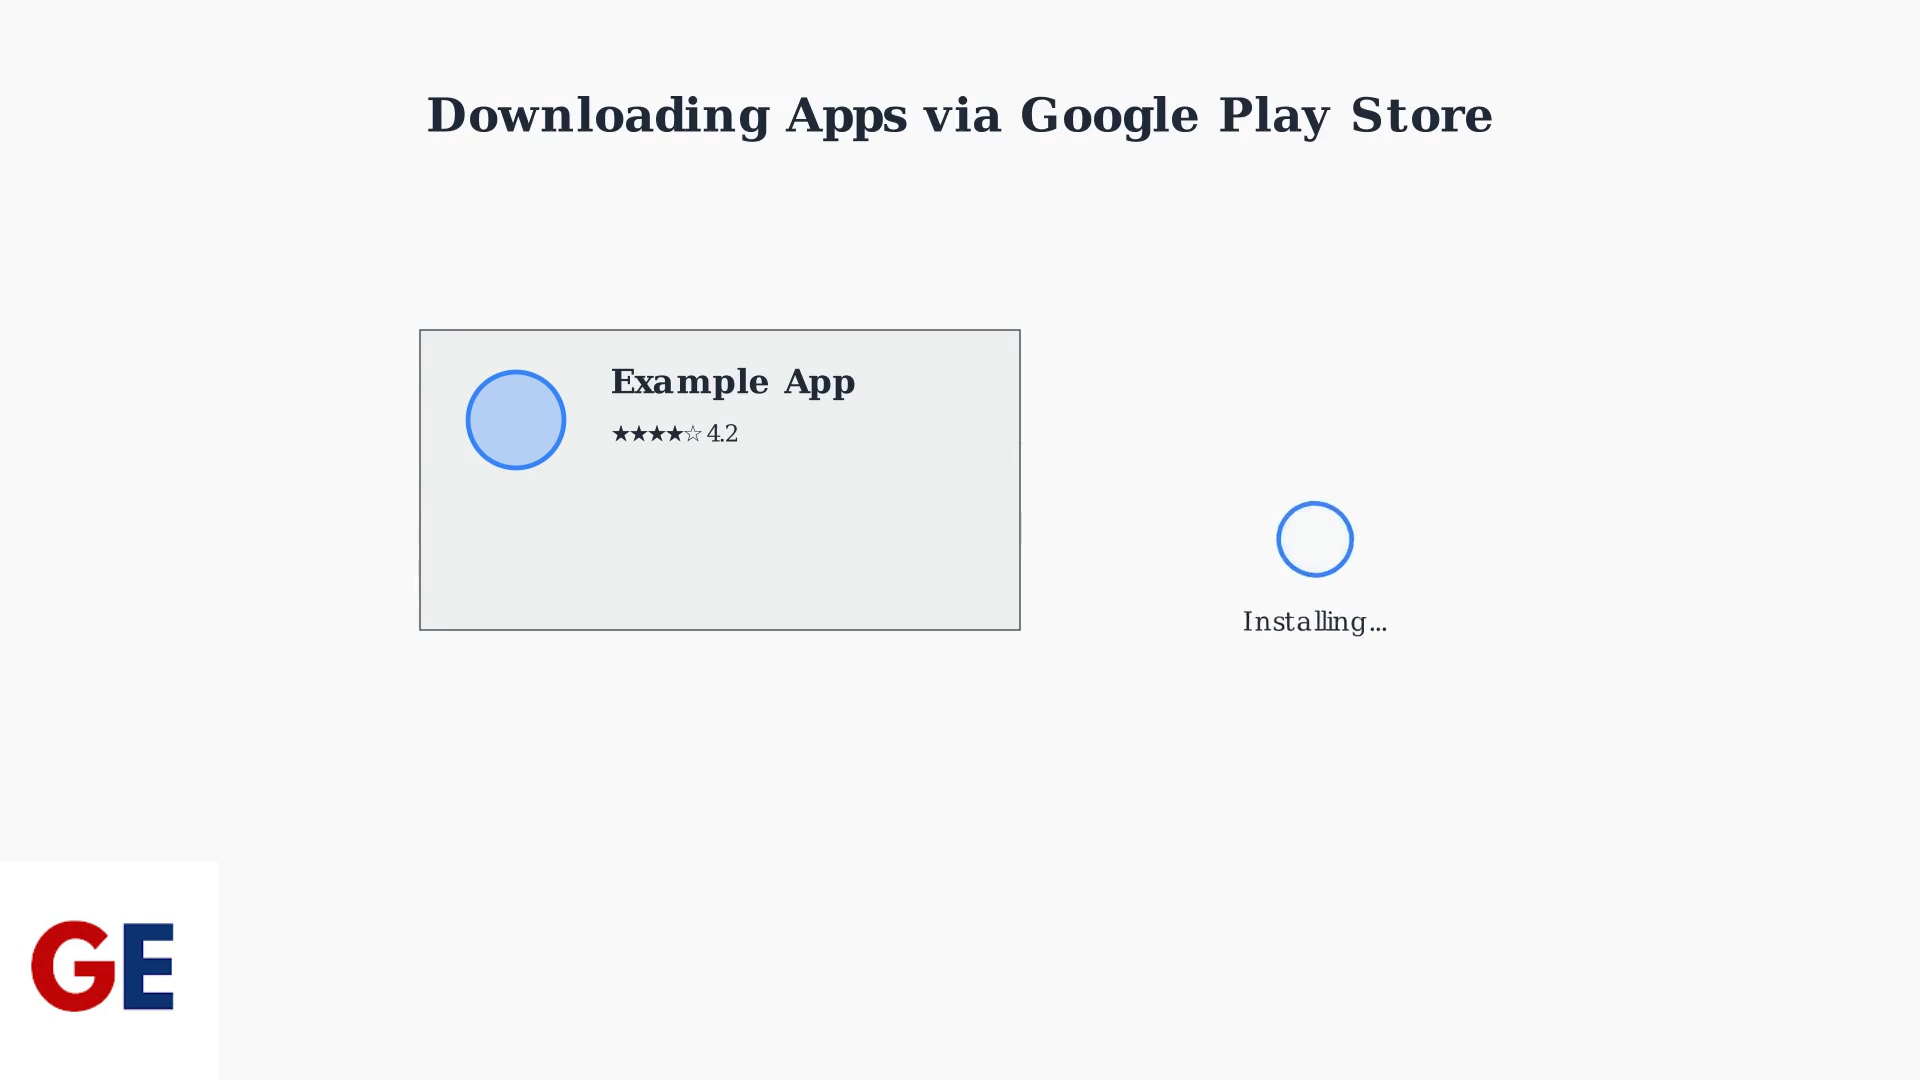 Downloading Apps via Google Play Store
Example App
★★★★☆ 4.2
Installing...
GE